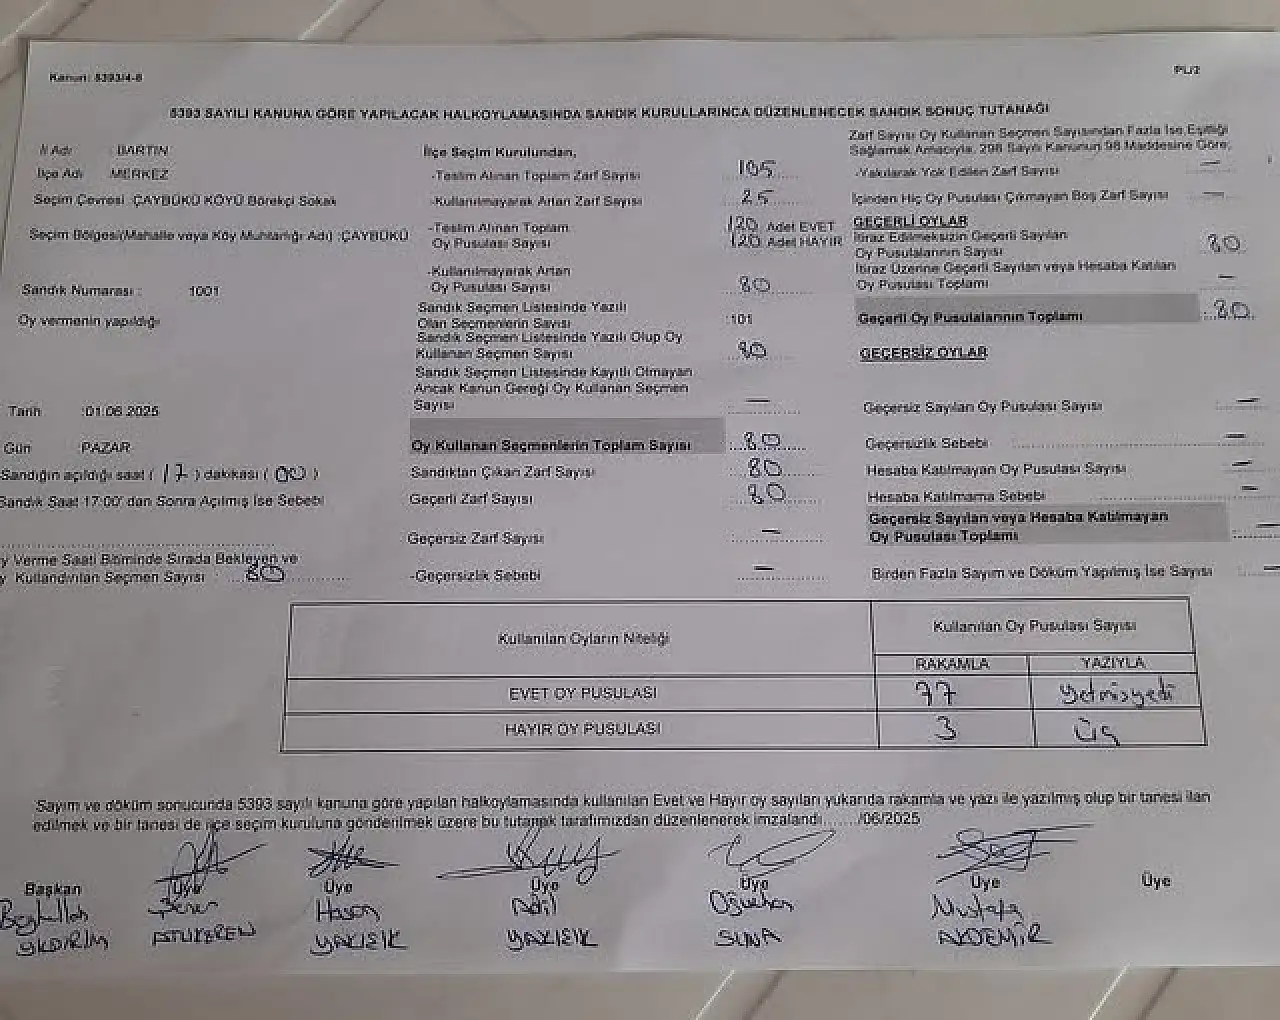 Kanun: 5393/4-8
PL/2
5393 SAYILI KANUNA GÖRE YAPILACAK HALKOYLAMASINDA SANDIK KURULLARINCA DÜZENLENECEK SANDIK SONUÇ TUTANAĞI
İl Adı : BARTIN
İlçe Adı MERKEZ
Seçim Çevresi :ÇAYBÜKÜ KÖYÜ Börekçi Sokak
Seçim Bölgesi(Mahalle veya Köy Muhtarlığı Adı) :ÇAYBÜKÜ
Sandık Numarası : 1001
Oy vermenin yapıldığı
Tarih :01.06.2025
Gün :PAZAR
Sandığın açıldığı saat ( 17 ) dakikası ( 00 )
Sandık Saat 17:00' dan Sonra Açılmış İse Sebebi
y Verme Saati Bitiminde Sırada Bekleyen ve
y Kullandırılan Seçmen Sayısı : 80
İlçe Seçim Kurulundan,
-Teslim Alınan Toplam Zarf Sayısı 105
-Kullanılmayarak Artan Zarf Sayısı 25
-Teslim Alınan Toplam 120 Adet EVET
Oy Pusulası Sayısı 120 Adet HAYIR
-Kullanılmayarak Artan
Oy Pusulası Sayısı 80
Sandık Seçmen Listesinde Yazılı
Olan Seçmenlerin Sayısı :101
Sandık Seçmen Listesinde Yazılı Olup Oy
Kullanan Seçmen Sayısı 80
Sandık Seçmen Listesinde Kayıtlı Olmayan
Ancak Kanun Gereği Oy Kullanan Seçmen
Sayısı —
Oy Kullanan Seçmenlerin Toplam Sayısı : 80
Sandıktan Çıkan Zarf Sayısı 80
Geçerli Zarf Sayısı 80
Geçersiz Zarf Sayısı —
-Geçersizlik Sebebi —
Zarf Sayısı Oy Kullanan Seçmen Sayısından Fazla İse,Eşitliği
Sağlamak Amacıyla, 298 Sayılı Kanunun 98 Maddesine Göre;
-Yakılarak Yok Edilen Zarf Sayısı —
İçinden Hiç Oy Pusulası Çıkmayan Boş Zarf Sayısı —
GEÇERLİ OYLAR
İtiraz Edilmeksizin Geçerli Sayılan
Oy Pusulalarının Sayısı 80
İtiraz Üzerine Geçerli Sayılan veya Hesaba Katılan
Oy Pusulası Toplamı —
Geçerli Oy Pusulalarının Toplamı : 80
GEÇERSİZ OYLAR
Geçersiz Sayılan Oy Pusulası Sayısı —
Geçersizlik Sebebi —
Hesaba Katılmayan Oy Pusulası Sayısı —
Hesaba Katılmama Sebebi —
Geçersiz Sayılan veya Hesaba Katılmayan
Oy Pusulası Toplamı —
Birden Fazla Sayım ve Döküm Yapılmış İse Sayısı —
Kullanılan Oyların Niteliği
Kullanılan Oy Pusulası Sayısı
RAKAMLA YAZIYLA
EVET OY PUSULASI 77 yetmişyedi
HAYIR OY PUSULASI 3 üç
Sayım ve döküm sonucunda 5393 sayılı kanuna göre yapılan halkoylamasında kullanılan Evet ve Hayır oy sayıları yukarıda rakamla ve yazı ile yazılmış olup bir tanesi ilan
edilmek ve bir tanesi de ilçe seçim kuruluna gönderilmek üzere bu tutanak tarafımızdan düzenlenerek imzalandı......../06/2025
Başkan Üye Üye Üye Üye Üye Üye
Hasan Adil Oğuzhan Mustafa
YAKIŞIK YAKIŞIK SUNA AKDEMİR